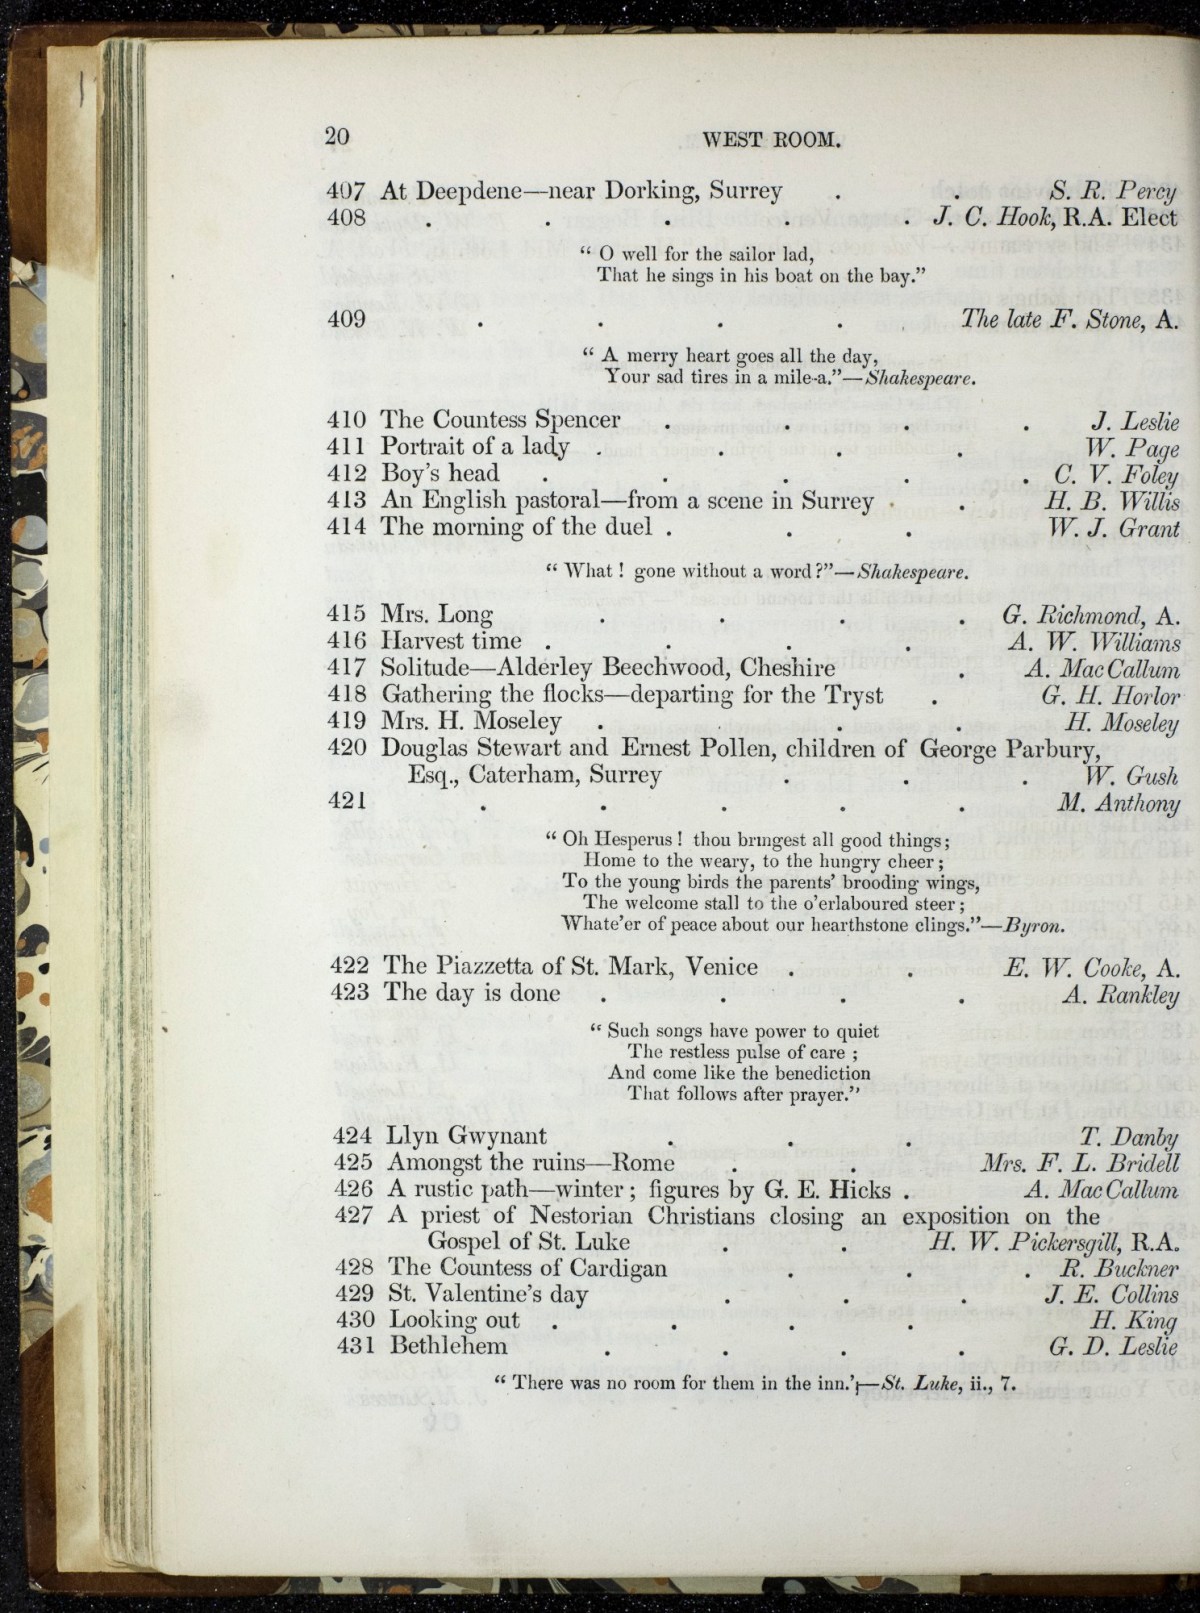 20 WEST ROOM.
407 At Deepdene—near Dorking, Surrey . . S. R. Percy
408 . . . . . J. C. Hook, R.A. Elect
“ O well for the sailor lad,
That he sings in his boat on the bay.”
409 . . . . The late F. Stone, A.
“ A merry heart goes all the day,
Your sad tires in a mile-a.”—Shakespeare.
410 The Countess Spencer . . . . J. Leslie
411 Portrait of a lady . . . . W. Page
412 Boy's head . . . . . C. V. Foley
413 An English pastoral—from a scene in Surrey . . H. B. Willis
414 The morning of the duel . . . W. J. Grant
“ What ! gone without a word ?”—Shakespeare.
415 Mrs. Long . . . . G. Richmond, A.
416 Harvest time . . . . A. W. Williams
417 Solitude—Alderley Beechwood, Cheshire . A. Mac Callum
418 Gathering the flocks—departing for the Tryst . G. H. Horlor
419 Mrs. H. Moseley . . . . H. Moseley
420 Douglas Stewart and Ernest Pollen, children of George Parbury,
Esq., Caterham, Surrey . . . W. Gush
421 . . . . . M. Anthony
“ Oh Hesperus ! thou bringest all good things ;
Home to the weary, to the hungry cheer ;
To the young birds the parents' brooding wings,
The welcome stall to the o'erlaboured steer ;
Whate'er of peace about our hearthstone clings.”—Byron.
422 The Piazzetta of St. Mark, Venice . . E. W. Cooke, A.
423 The day is done . . . . A. Rankley
“ Such songs have power to quiet
The restless pulse of care ;
And come like the benediction
That follows after prayer.”
424 Llyn Gwynant . . . T. Danby
425 Amongst the ruins—Rome . . Mrs. F. L. Bridell
426 A rustic path—winter ; figures by G. E. Hicks . A. Mac Callum
427 A priest of Nestorian Christians closing an exposition on the
Gospel of St. Luke . . H. W. Pickersgill, R.A.
428 The Countess of Cardigan . . . R. Buckner
429 St. Valentine's day . . . J. E. Collins
430 Looking out . . . . H. King
431 Bethlehem . . . . G. D. Leslie
“ There was no room for them in the inn.”—St. Luke, ii., 7.